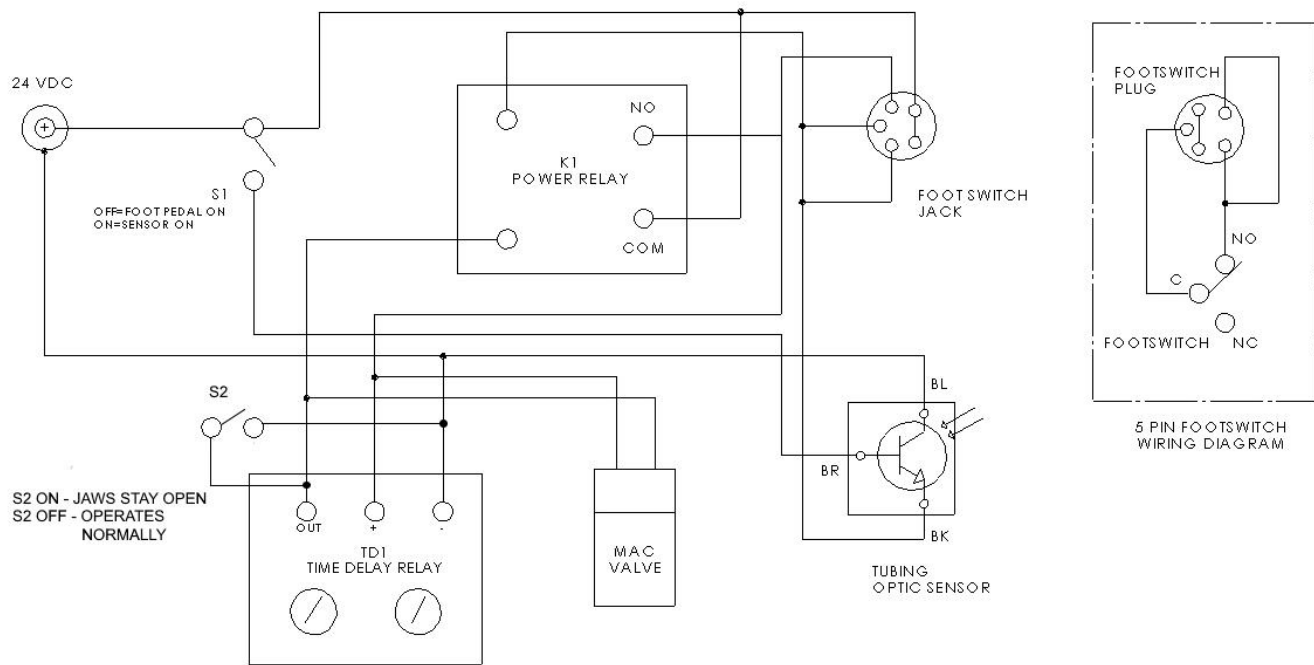 24 VDC
+
S1
OFF=FOOT PEDAL ON
ON=SENSOR ON
NO
K1
POWER RELAY
COM
FOOT SWITCH
JACK
FOOTSWITCH
PLUG
NO
C
FOOTSWITCH
NC
5 PIN FOOTSWITCH
WIRING DIAGRAM
S2
S2 ON - JAWS STAY OPEN
S2 OFF - OPERATES
NORMALLY
OUT
+
-
TD1
TIME DELAY RELAY
MAC
VALVE
BL
BR
BK
TUBING
OPTIC SENSOR